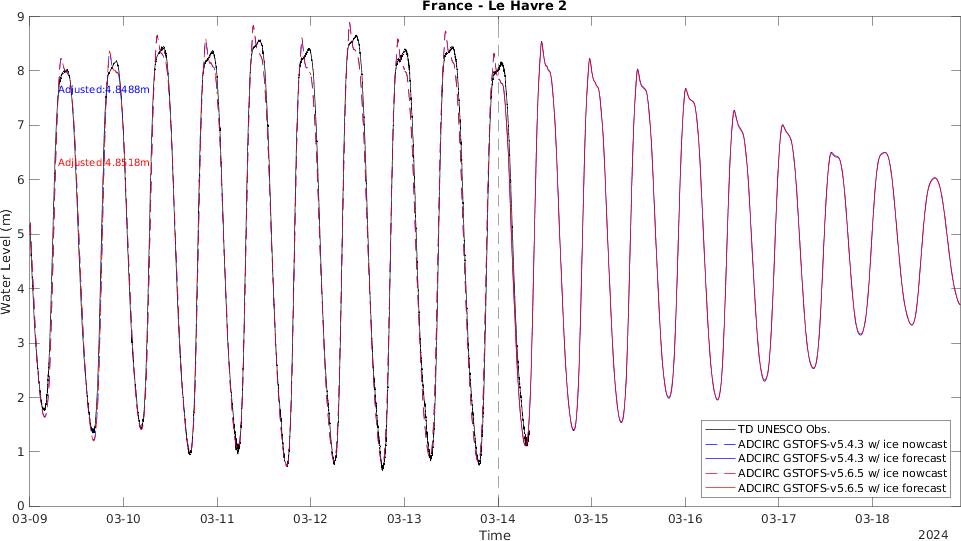 France - Le Havre 2
9
8
7
6
5
4
3
2
1
0
Water Level (m)
Adjusted:4.8488m
Adjusted:4.8518m
TD UNESCO Obs.
ADCIRC GSTOFS-v5.4.3 w/ ice nowcast
ADCIRC GSTOFS-v5.4.3 w/ ice forecast
ADCIRC GSTOFS-v5.6.5 w/ ice nowcast
ADCIRC GSTOFS-v5.6.5 w/ ice forecast
03-09 03-10 03-11 03-12 03-13 03-14 03-15 03-16 03-17 03-18
Time
2024